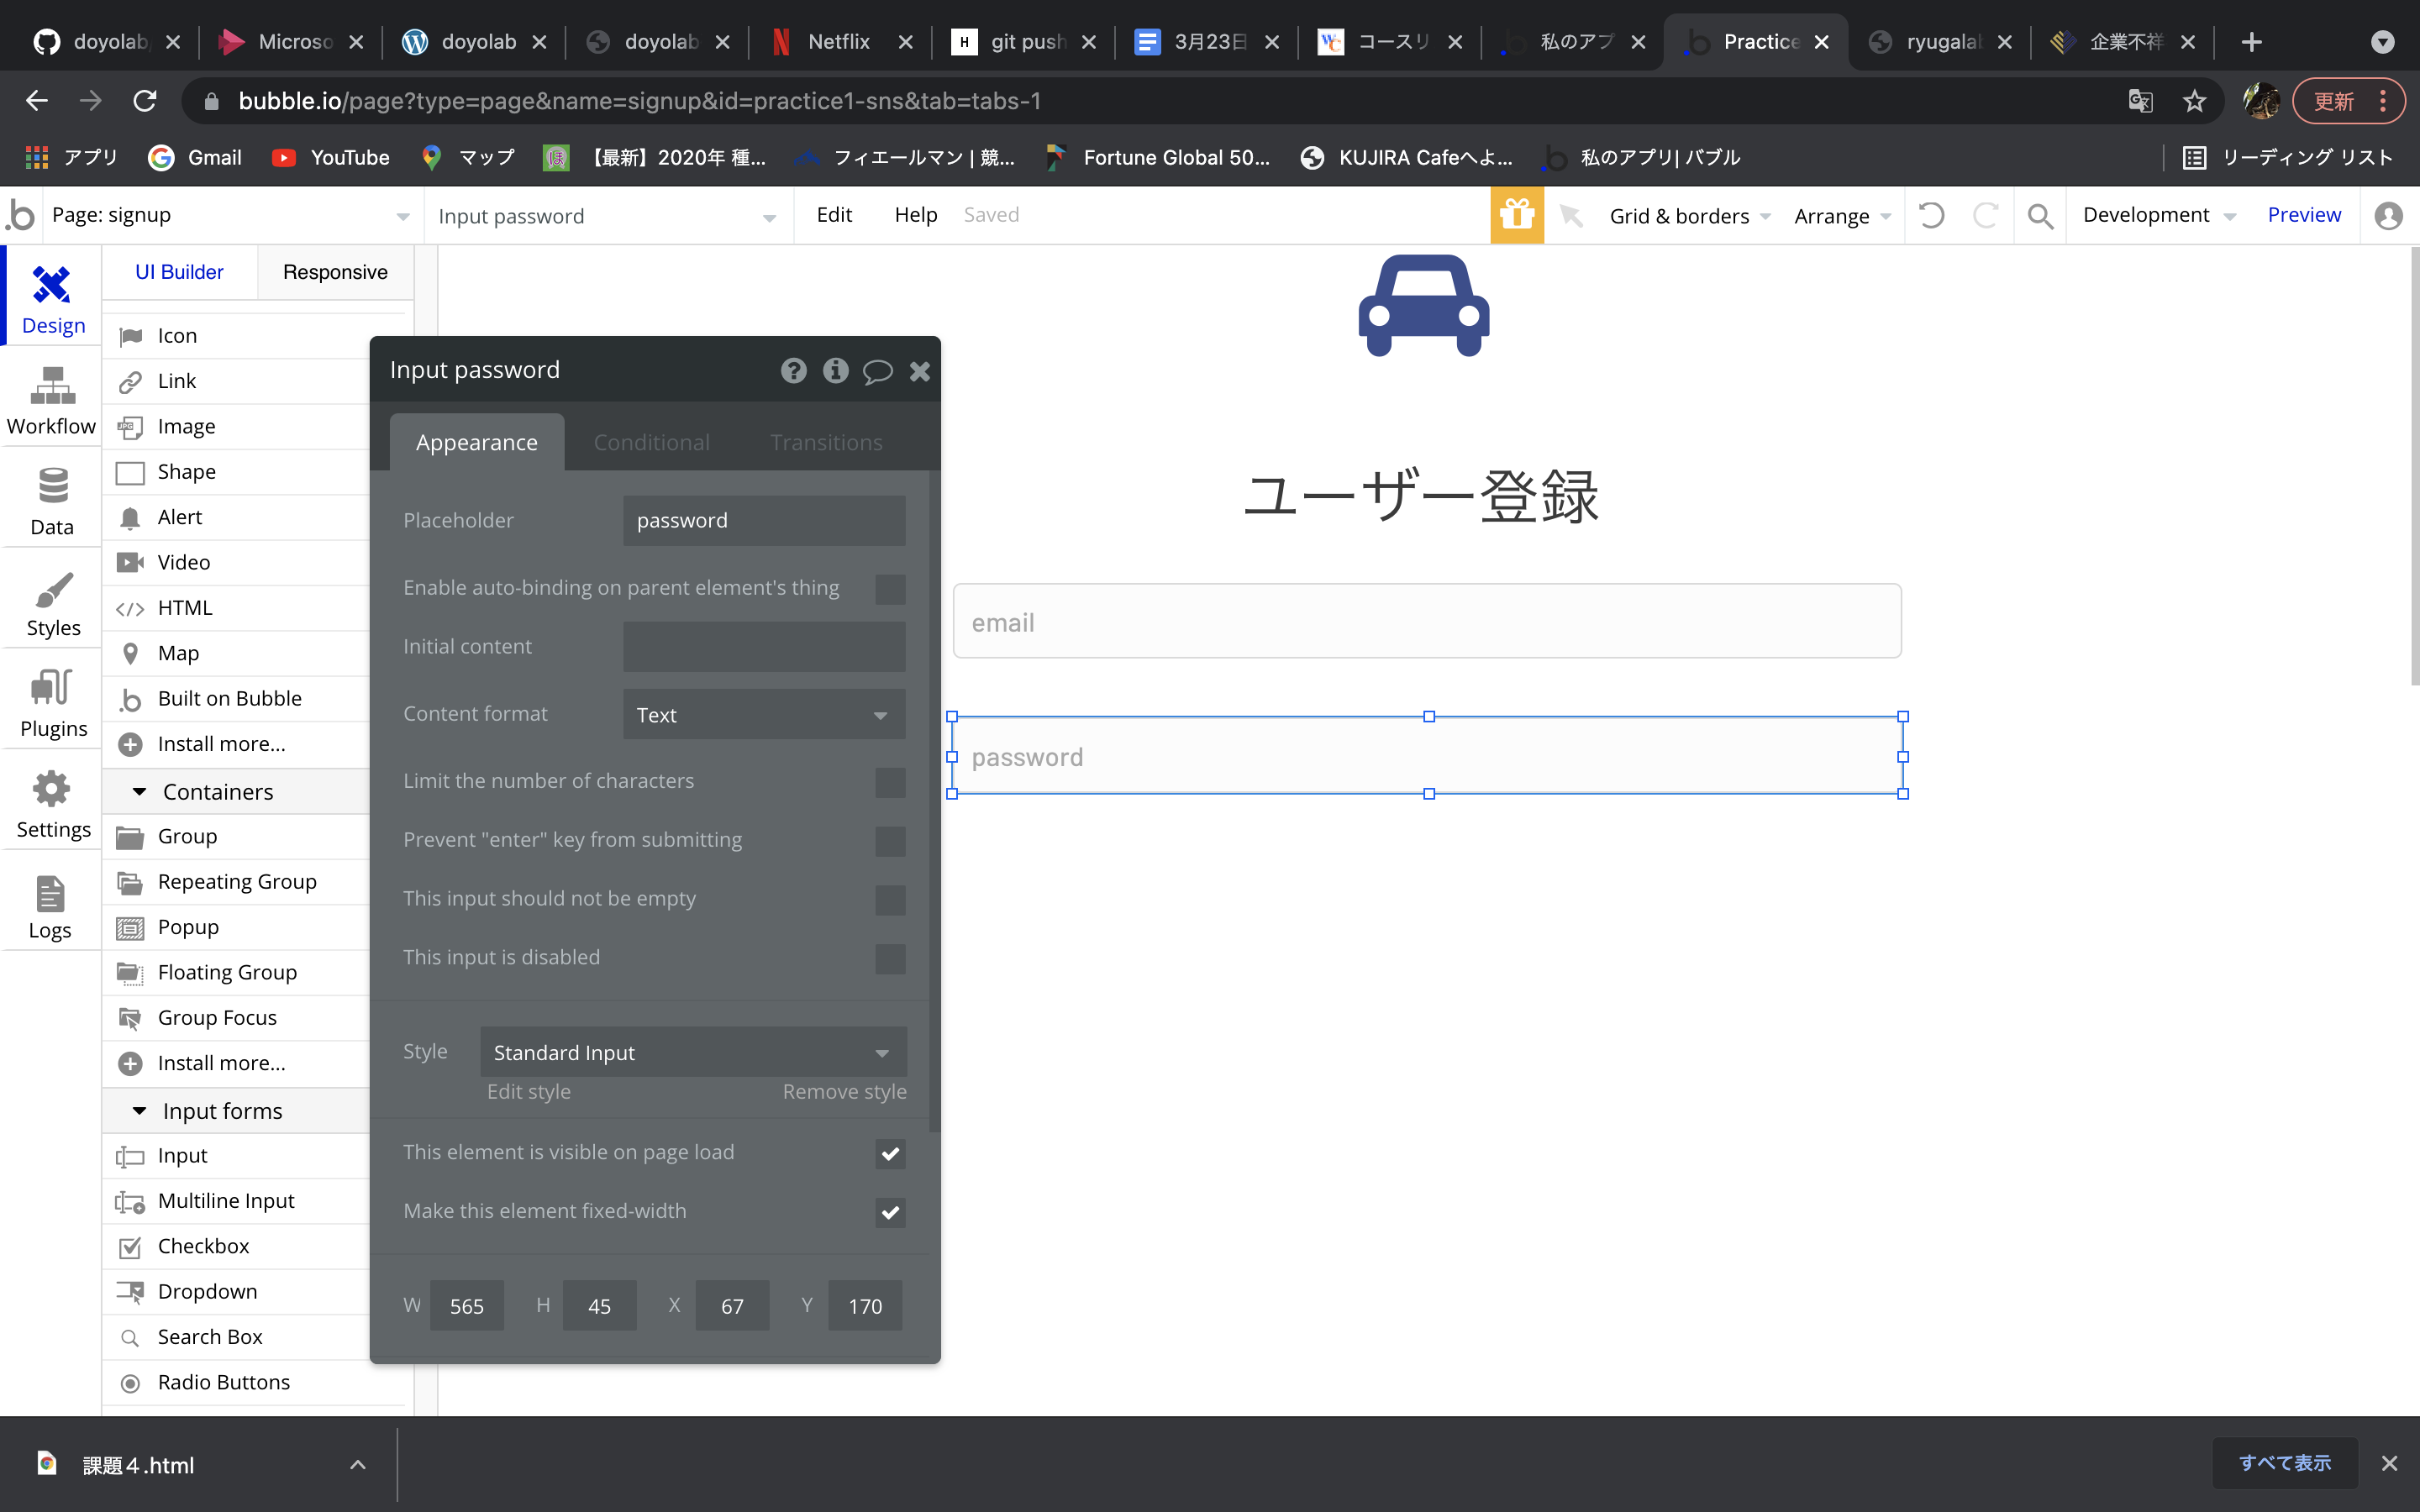 doyolab
Microso
doyolab
doyolab
Netflix
git push
3月23日
コースリ
私のアプ
Practice
ryugalab
企業不祥
bubble.io/page?type=page&name=signup&id=practice1-sns&tab=tabs-1
更新
アプリ
Gmail
YouTube
マップ
【最新】2020年 種...
フィエールマン | 競...
Fortune Global 50...
KUJIRA Cafeへよ...
私のアプリ| バブル
リーディング リスト
Page: signup
Input password
Edit
Help
Saved
Grid & borders
Arrange
Development
Preview
Design
Workflow
Data
Styles
Plugins
Settings
Logs
UI Builder
Responsive
Icon
Link
Image
Shape
Alert
Video
HTML
Map
Built on Bubble
Install more...
Containers
Group
Repeating Group
Popup
Floating Group
Group Focus
Install more...
Input forms
Input
Multiline Input
Checkbox
Dropdown
Search Box
Radio Buttons
Input password
Appearance
Conditional
Transitions
Placeholder
password
Enable auto-binding on parent element's thing
Initial content
Content format
Text
Limit the number of characters
Prevent "enter" key from submitting
This input should not be empty
This input is disabled
Style
Standard Input
Edit style
Remove style
This element is visible on page load
Make this element fixed-width
W 565 H 45 X 67 Y 170
ユーザー登録
email
password
課題４.html
すべて表示